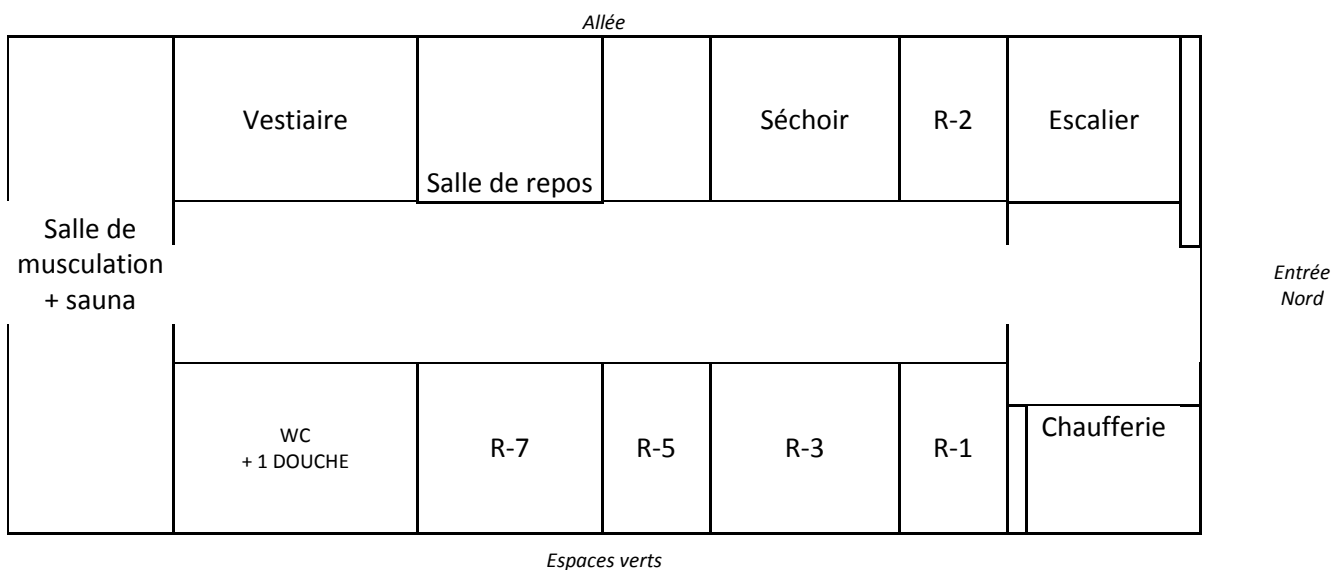 Allée
Vestiaire
Séchoir
R-2
Escalier
Salle de repos
Salle de
musculation
+ sauna
Entrée
Nord
WC
+ 1 DOUCHE
R-7
R-5
R-3
R-1
Chaufferie
Espaces verts